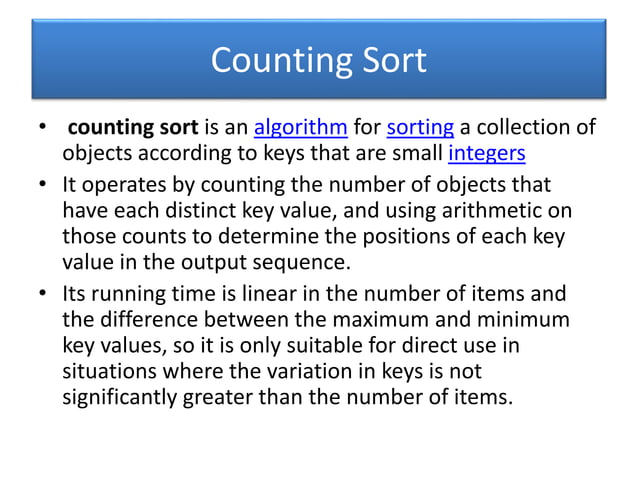 Counting Sort
• counting sort is an algorithm for sorting a collection of
objects according to keys that are small integers
• It operates by counting the number of objects that
have each distinct key value, and using arithmetic on
those counts to determine the positions of each key
value in the output sequence.
• Its running time is linear in the number of items and
the difference between the maximum and minimum
key values, so it is only suitable for direct use in
situations where the variation in keys is not
significantly greater than the number of items.